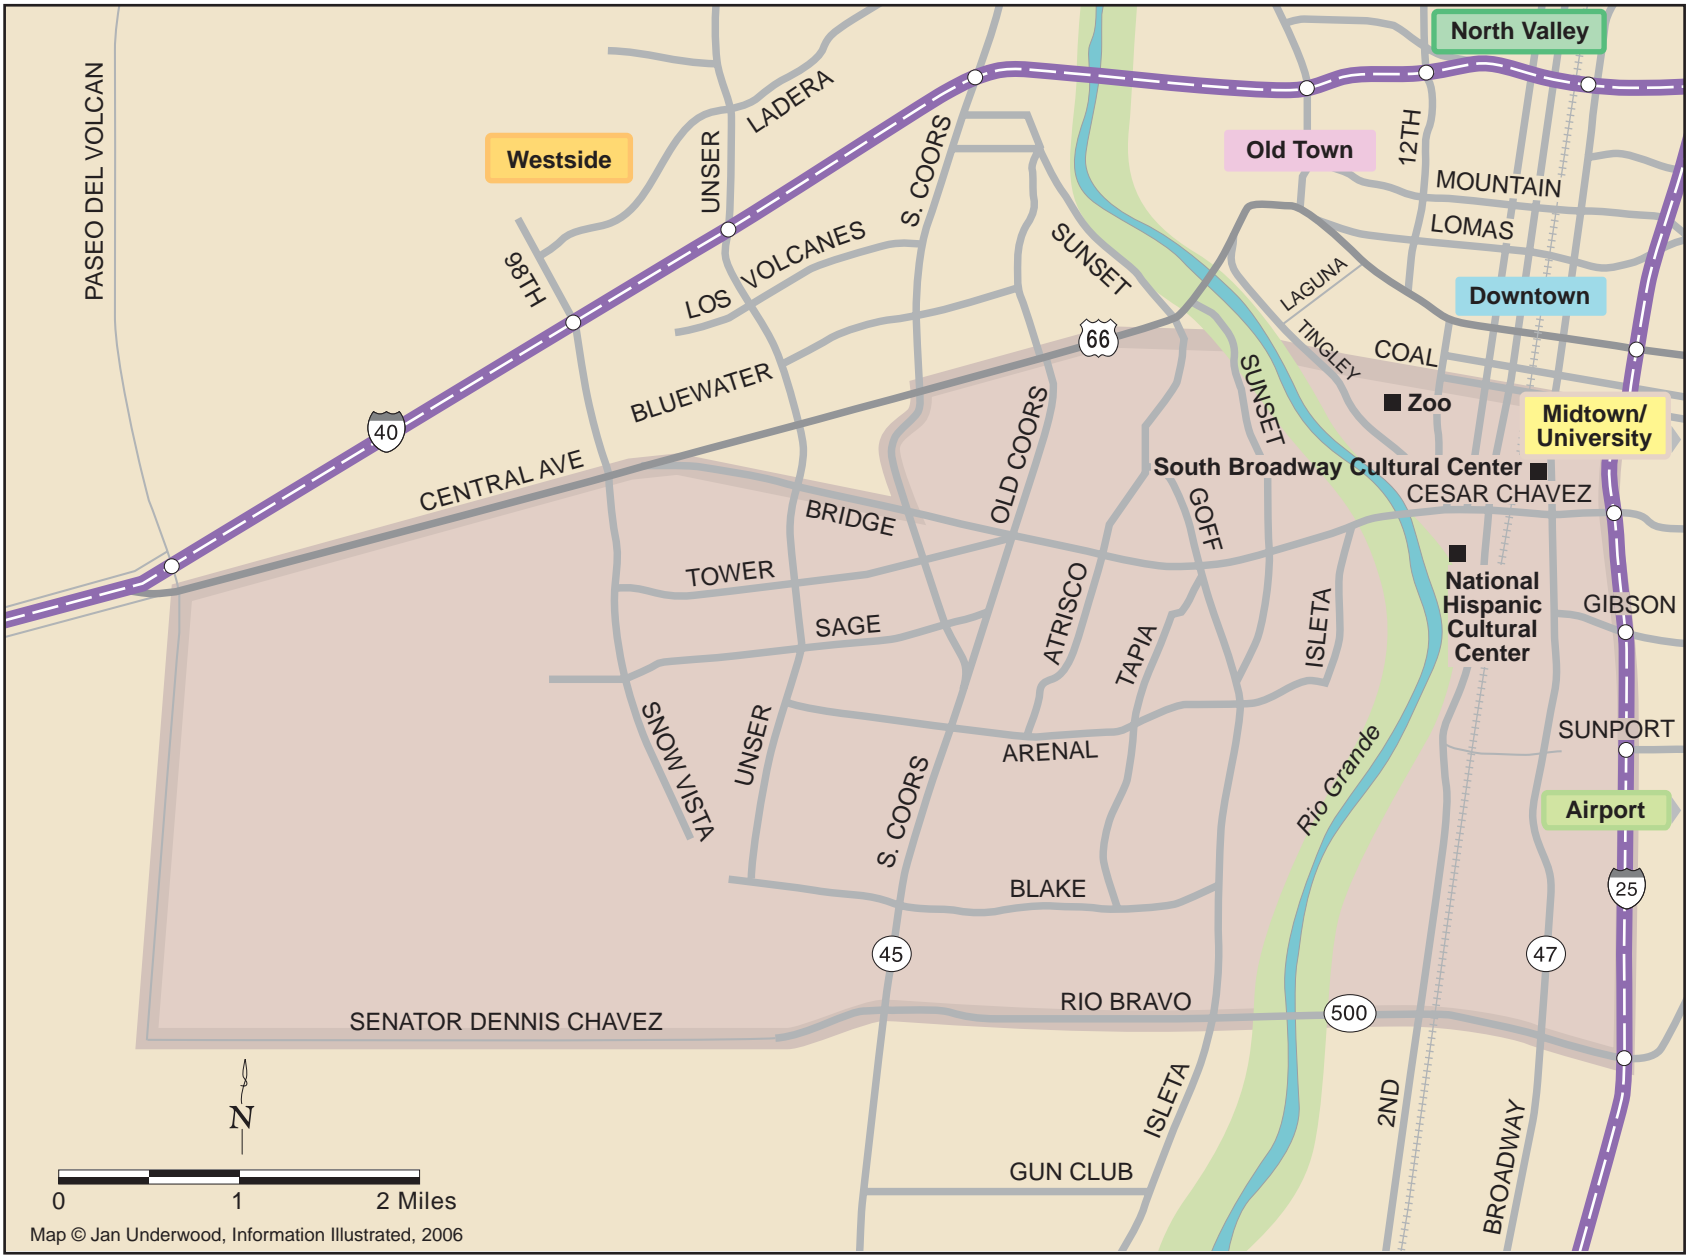 North Valley
PASEO DEL VOLCAN
LADERA
Westside
UNSER
S. COORS
Old Town
12TH
MOUNTAIN
LOMAS
98TH
LOS VOLCANES
SUNSET
LAGUNA
Downtown
TINGLEY
66
COAL
BLUEWATER
SUNSET
Zoo
40
Midtown/
University
CENTRAL AVE
OLD COORS
South Broadway Cultural Center
CESAR CHAVEZ
BRIDGE
GOFF
TOWER
ATRISCO
National
Hispanic
Cultural
Center
GIBSON
SAGE
TAPIA
ISLETA
SNOW VISTA
UNSER
ARENAL
SUNPORT
Rio Grande
S. COORS
Airport
BLAKE
25
45
47
RIO BRAVO
500
SENATOR DENNIS CHAVEZ
N
ISLETA
2ND
BROADWAY
GUN CLUB
0 1 2 Miles
Map © Jan Underwood, Information Illustrated, 2006